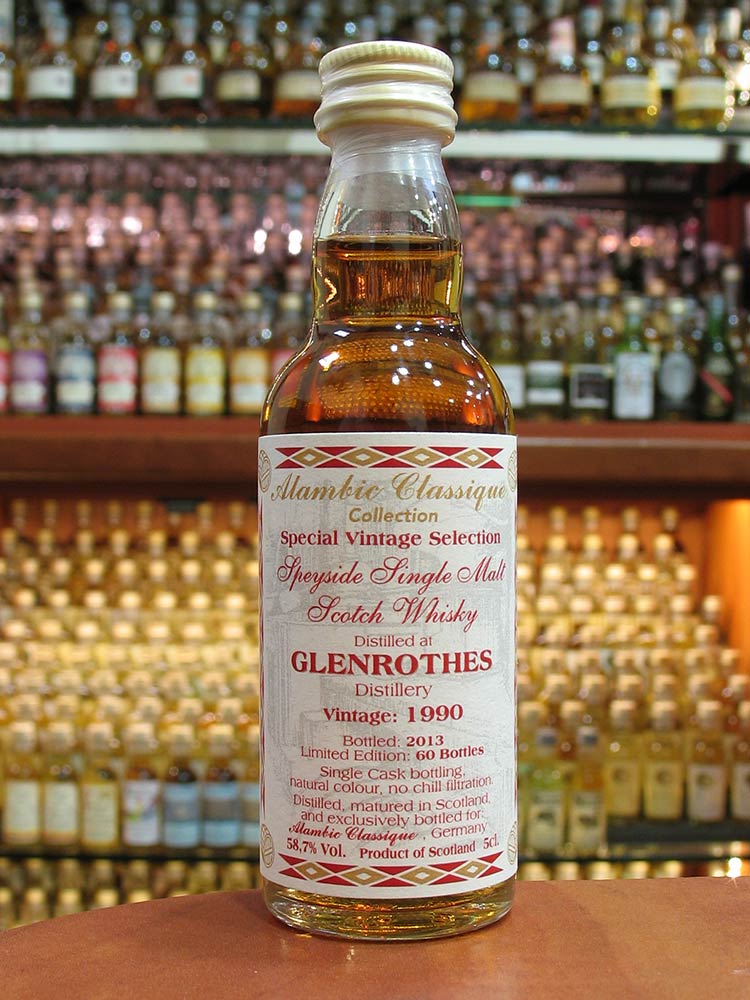 Alambic Classique
Collection
Special Vintage Selection
Speyside Single Malt
Scotch Whisky
Distilled at
GLENROTHES
Distillery
Vintage: 1990
Bottled: 2013
Limited Edition: 60 Bottles
Single Cask bottling,
natural colour, no chill filtration.
Distilled, matured in Scotland,
and exclusively bottled for:
Alambic Classique , Germany
58,7% Vol. Product of Scotland 5cl.